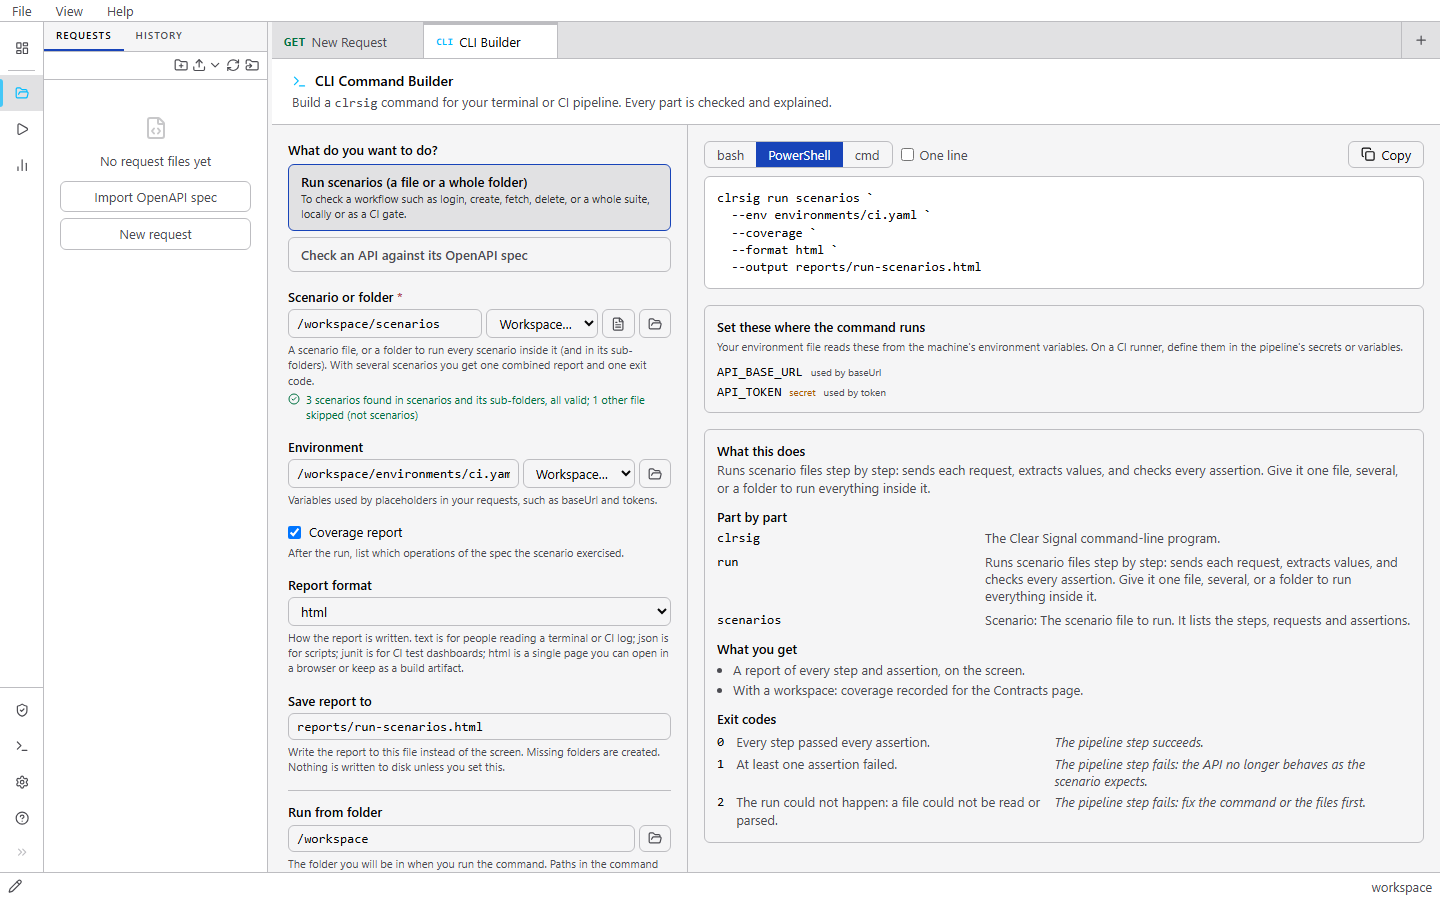 File View Help
REQUESTS HISTORY
No request files yet
Import OpenAPI spec
New request
GET New Request
CLI CLI Builder
+
>_ CLI Command Builder
Build a clrsig command for your terminal or CI pipeline. Every part is checked and explained.
What do you want to do?
Run scenarios (a file or a whole folder)
To check a workflow such as login, create, fetch, delete, or a whole suite,
locally or as a CI gate.
Check an API against its OpenAPI spec
Scenario or folder *
/workspace/scenarios Workspace...
A scenario file, or a folder to run every scenario inside it (and in its sub-
folders). With several scenarios you get one combined report and one exit
code.
3 scenarios found in scenarios and its sub-folders, all valid; 1 other file
skipped (not scenarios)
Environment
/workspace/environments/ci.yam Workspace...
Variables used by placeholders in your requests, such as baseUrl and tokens.
Coverage report
After the run, list which operations of the spec the scenario exercised.
Report format
html
How the report is written. text is for people reading a terminal or CI log; json is
for scripts; junit is for CI test dashboards; html is a single page you can open in
a browser or keep as a build artifact.
Save report to
reports/run-scenarios.html
Write the report to this file instead of the screen. Missing folders are created.
Nothing is written to disk unless you set this.
Run from folder
/workspace
The folder you will be in when you run the command. Paths in the command
bash PowerShell cmd One line Copy
clrsig run scenarios `
--env environments/ci.yaml `
--coverage `
--format html `
--output reports/run-scenarios.html
Set these where the command runs
Your environment file reads these from the machine's environment variables. On a CI runner, define them in the pipeline's secrets or variables.
API_BASE_URL used by baseUrl
API_TOKEN secret used by token
What this does
Runs scenario files step by step: sends each request, extracts values, and checks every assertion. Give it one file, several,
or a folder to run everything inside it.
Part by part
clrsig The Clear Signal command-line program.
run Runs scenario files step by step: sends each request, extracts values, and
checks every assertion. Give it one file, several, or a folder to run
everything inside it.
scenarios Scenario: The scenario file to run. It lists the steps, requests and assertions.
What you get
• A report of every step and assertion, on the screen.
• With a workspace: coverage recorded for the Contracts page.
Exit codes
0 Every step passed every assertion. The pipeline step succeeds.
1 At least one assertion failed. The pipeline step fails: the API no longer behaves as the
scenario expects.
2 The run could not happen: a file could not be read or The pipeline step fails: fix the command or the files first.
parsed.
workspace